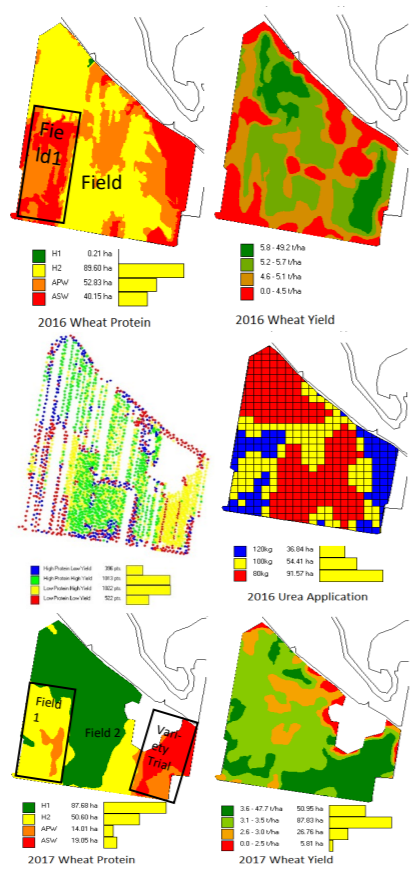 Fie
ld1
Field
H1 0.21 ha
H2 89.60 ha
APW 52.83 ha
ASW 40.15 ha
2016 Wheat Protein
5.8 - 49.2 t/ha
5.2 - 5.7 t/ha
4.6 - 5.1 t/ha
0.0 - 4.5 t/ha
2016 Wheat Yield
High Protein Low Yield 396 pts.
High Protein High Yield 1013 pts.
Low Protein High Yield 1022 pts.
Low Protein Low Yield 522 pts.
120kg 36.84 ha
100kg 54.41 ha
80kg 91.57 ha
2016 Urea Application
Field
1
Field 2
Vari-
ety
Trial
H1 87.68 ha
H2 50.60 ha
APW 14.01 ha
ASW 19.05 ha
2017 Wheat Protein
3.6 - 47.7 t/ha 50.95 ha
3.1 - 3.5 t/ha 87.83 ha
2.6 - 3.0 t/ha 26.76 ha
0.0 - 2.5 t/ha 5.81 ha
2017 Wheat Yield